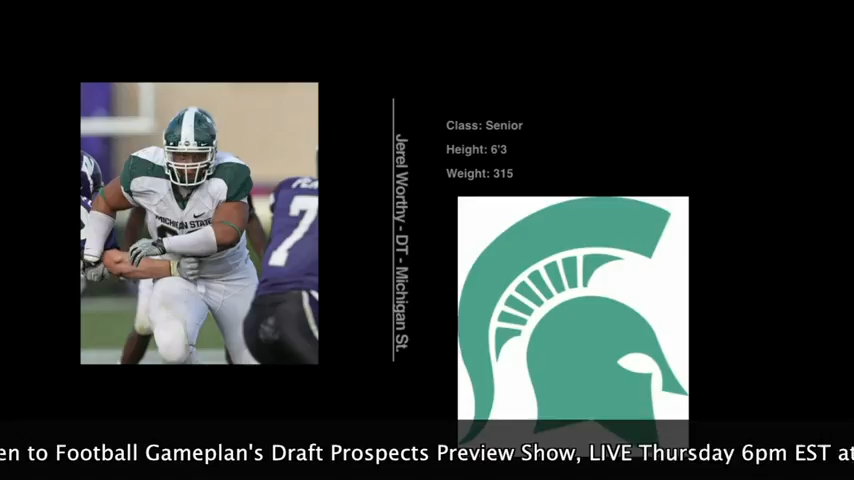 Class: Senior
Height: 6'3
Weight: 315
Jerel Worthy - DT - Michigan St.
MICHIGAN STATE
7
en to Football Gameplan's Draft Prospects Preview Show, LIVE Thursday 6pm EST at